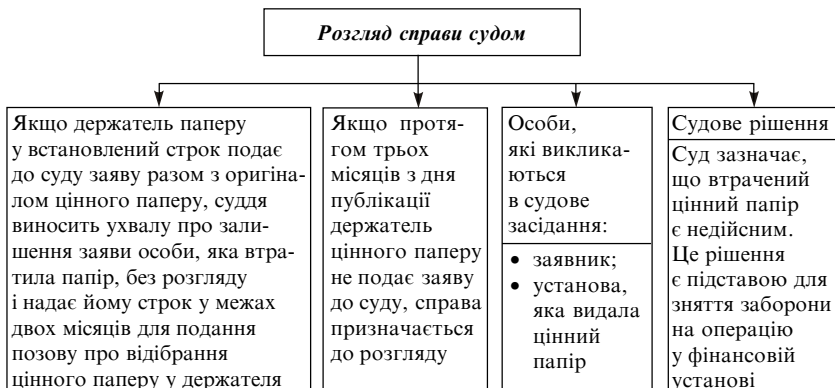 Розгляд справи судом
Якщо держатель паперу
у встановлений строк подає
до суду заяву разом з оригі-
налом цінного паперу, суддя
виносить ухвалу про зали-
шення заяви особи, яка втра-
тила папір, без розгляду
і надає йому строк у межах
двох місяців для подання
позову про відібрання
цінного паперу у держателя
Якщо протя-
гом трьох
місяців з дня
публікації
держатель
цінного паперу
не подає заяву
до суду, справа
призначається
до розгляду
Особи,
які виклика-
ються
в судове
засідання:
• заявник;
• установа,
яка видала
цінний
папір
Судове рішення
Суд зазначає,
що втрачений
цінний папір
є недійсним.
Це рішення
є підставою для
зняття заборони
на операцію
у фінансовій
установі